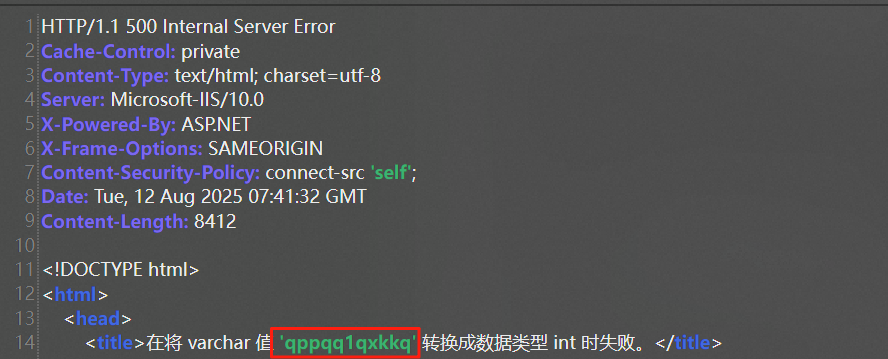 1 HTTP/1.1 500 Internal Server Error
2 Cache-Control: private
3 Content-Type: text/html; charset=utf-8
4 Server: Microsoft-IIS/10.0
5 X-Powered-By: ASP.NET
6 X-Frame-Options: SAMEORIGIN
7 Content-Security-Policy: connect-src 'self';
8 Date: Tue, 12 Aug 2025 07:41:32 GMT
9 Content-Length: 8412
10
11 <!DOCTYPE html>
12 <html>
13 <head>
14 <title>在将 varchar 值 'qppqq1qxkkq' 转换成数据类型 int 时失败。</title>